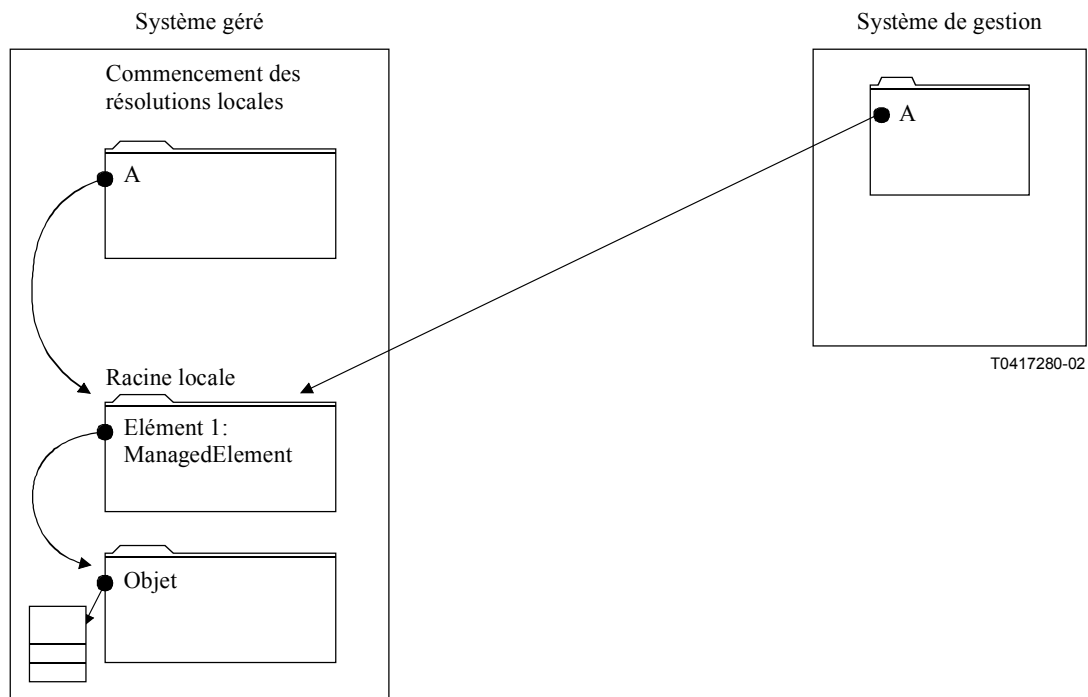 Système géré
Système de gestion
Commencement des
résolutions locales
A
A
T0417280-02
Racine locale
Elément 1:
ManagedElement
Objet